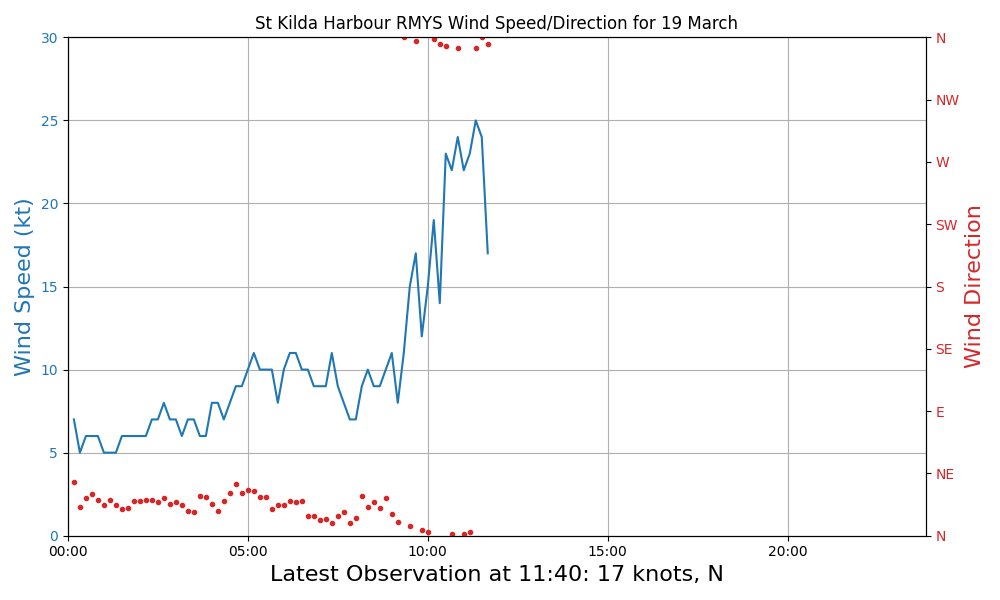 St Kilda Harbour RMYS Wind Speed/Direction for 19 March
30
25
20
15
10
5
0
Wind Speed (kt)
N
NW
W
SW
S
SE
E
NE
N
Wind Direction
00:00
05:00
10:00
15:00
20:00
Latest Observation at 11:40: 17 knots, N